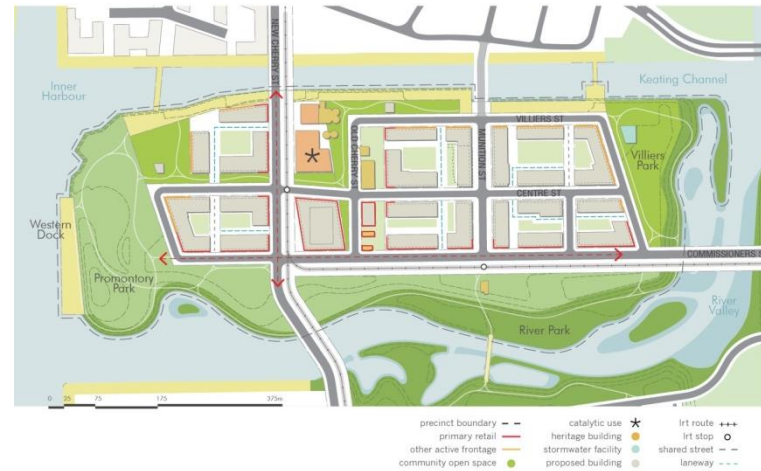 NEW CHERRY ST
Inner
Harbour
Keating Channel
VILLIERS ST
OLD CHERRY ST
MUNITION ST
Villiers
Park
CENTRE ST
Western
Dock
COMMISSIONERS
Promontory
Park
River
Valley
River Park
0 25 75 175 375m
precinct boundary
primary retail
other active frontage
community open space
catalytic use
heritage building
stormwater facility
proposed building
lrt route
lrt stop
shared street
laneway